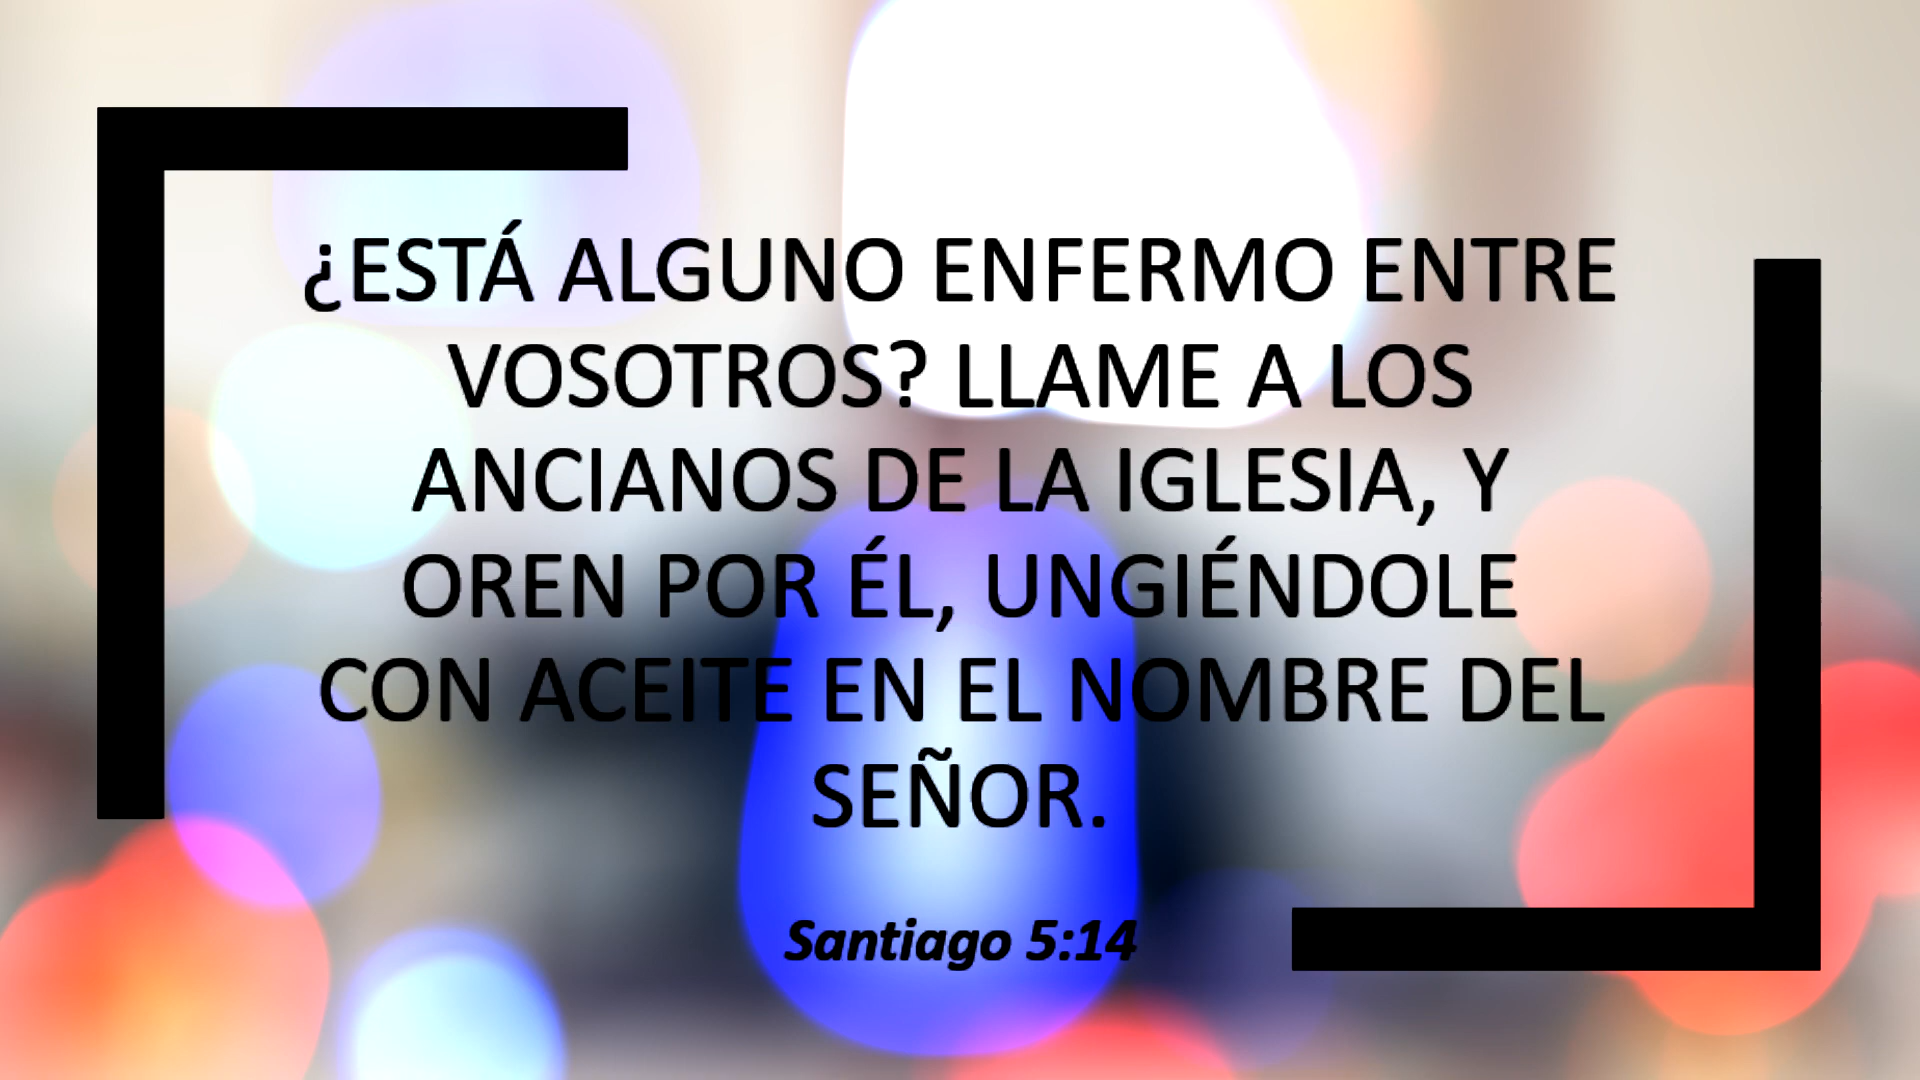 ¿ESTÁ ALGUNO ENFERMO ENTRE
VOSOTROS? LLAME A LOS
ANCIANOS DE LA IGLESIA, Y
OREN POR ÉL, UNGIÉNDOLE
CON ACEITE EN EL NOMBRE DEL
SEÑOR.
Santiago 5:14